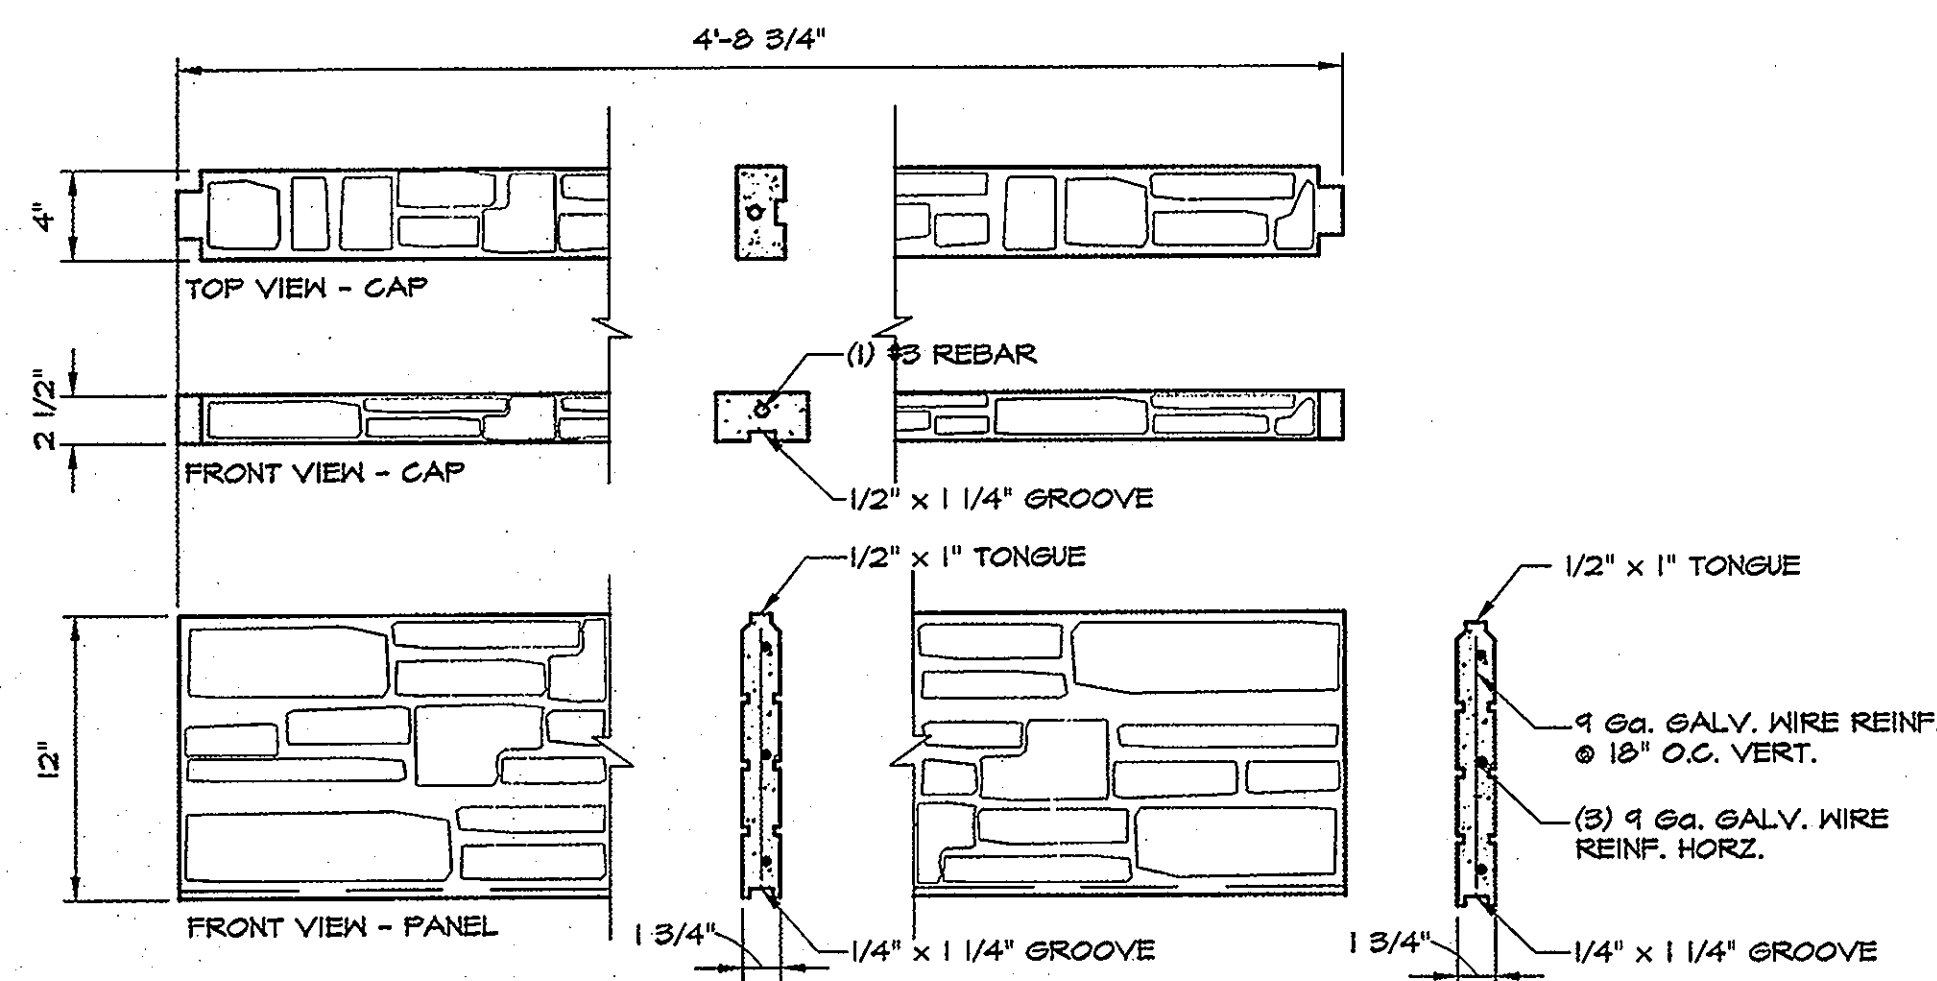 4'-8 3/4"
4"
TOP VIEW - CAP
(1) #3 REBAR
2 1/2"
FRONT VIEW - CAP
1/2" x 1 1/4" GROOVE
1/2" x 1" TONGUE
1/2" x 1" TONGUE
12"
9 Ga. GALV. WIRE REINF.
@ 18" O.C. VERT.
(3) 9 Ga. GALV. WIRE
REINF. HORZ.
FRONT VIEW - PANEL
1 3/4"
1/4" x 1 1/4" GROOVE
1 3/4"
1/4" x 1 1/4" GROOVE